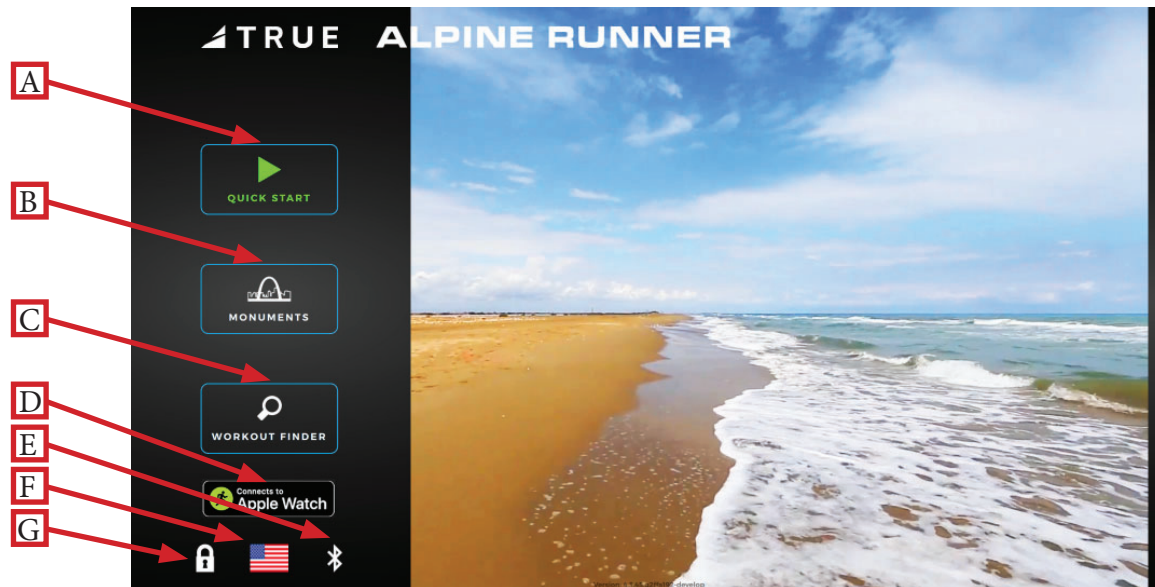 TRUE ALPINE RUNNER
A
QUICK START
B
MONUMENTS
C
WORKOUT FINDER
D
E
Connects to
Apple Watch
F
G